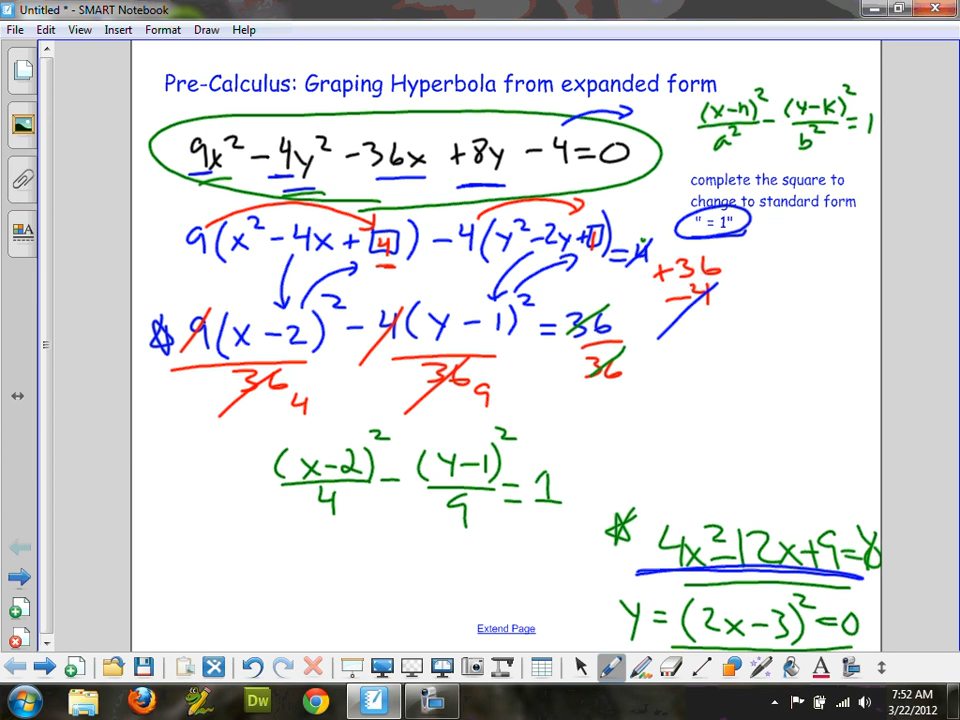 Untitled * - SMART Notebook
File Edit View Insert Format Draw Help
Pre-Calculus: Graping Hyperbola from expanded form
9x² - 4y² - 36x + 8y - 4 = 0
(x-h)²/a² - (y-k)²/b² = 1
complete the square to
change to standard form
" = 1"
9(x² - 4x + 4) - 4(y² - 2y + 1) = 4
+36
-4
9(x - 2)²/36 - 4(y - 1)²/36 = 36/36
4 9
(x-2)²/4 - (y-1)²/9 = 1
4x² - 12x + 9 = y
y = (2x - 3)² = 0
Extend Page
Dw
7:52 AM
3/22/2012